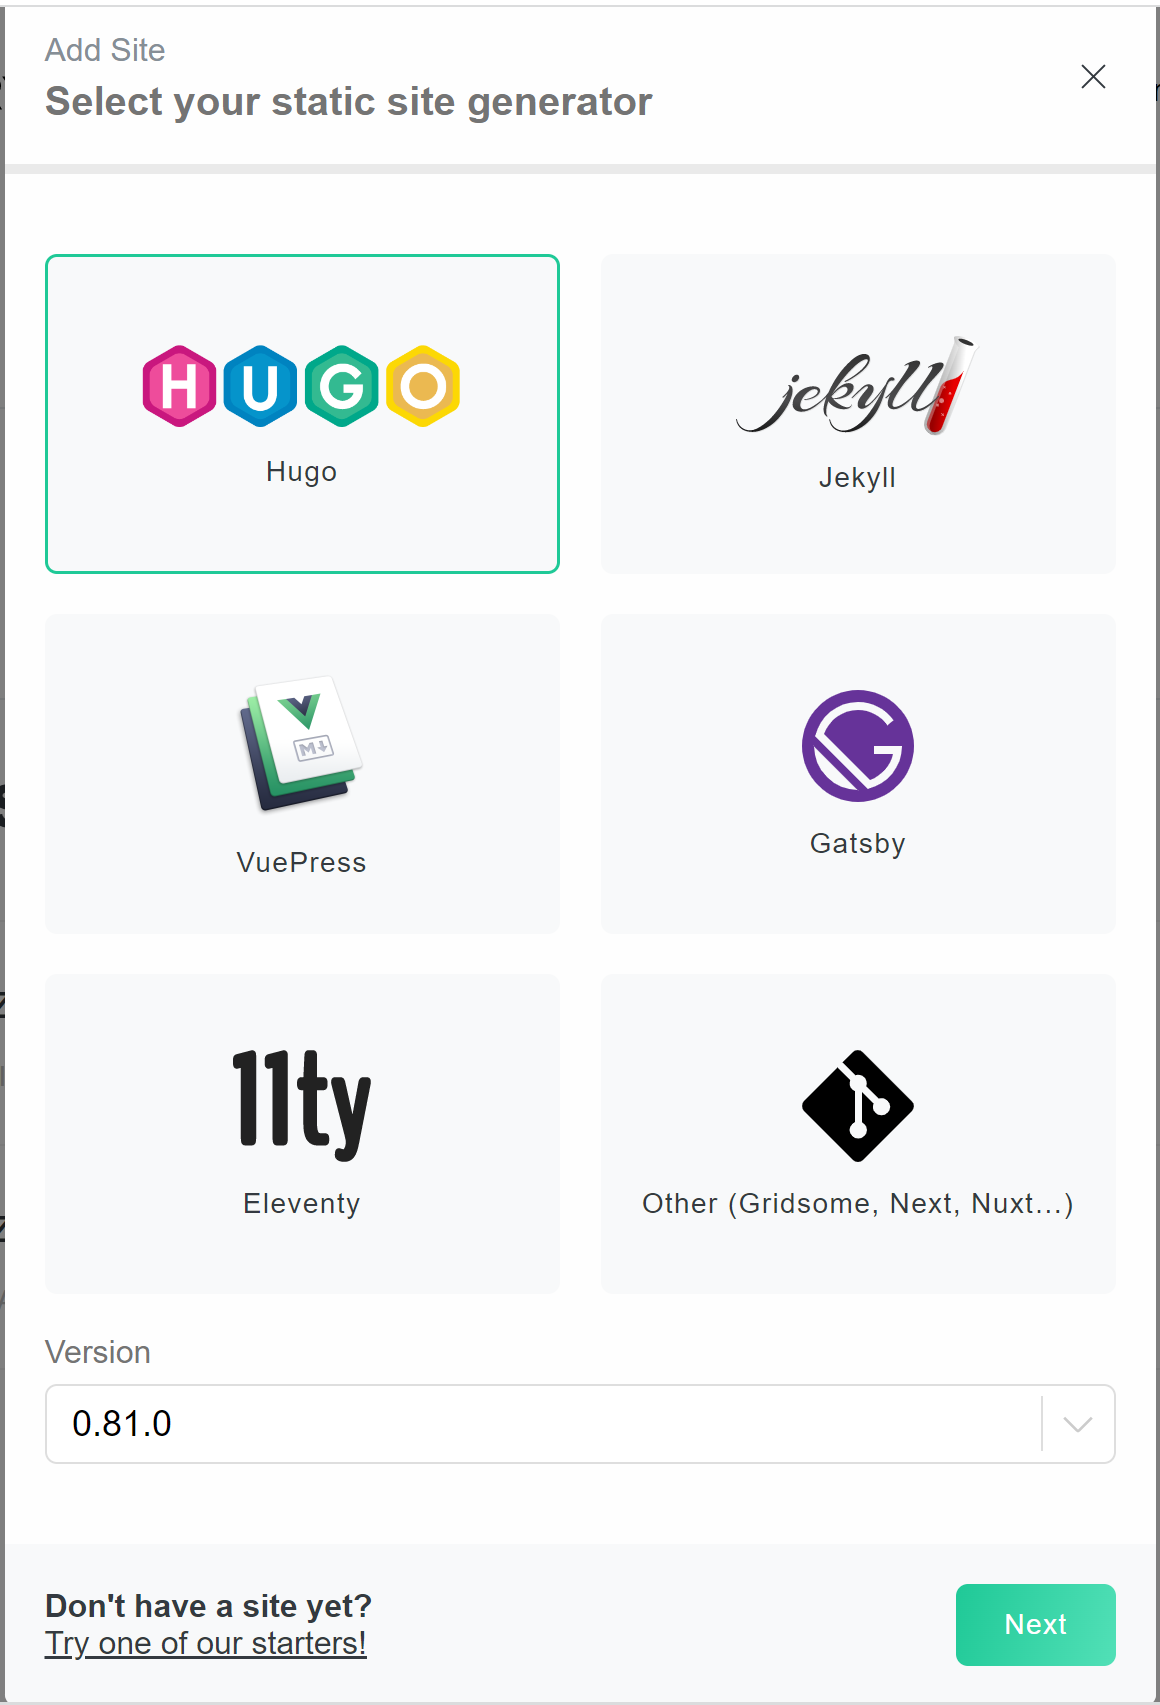 Add Site
Select your static site generator
HUGO
Hugo
jekyll
Jekyll
M
VuePress
Gatsby
11ty
Eleventy
Other (Gridsome, Next, Nuxt...)
Version
0.81.0
Don't have a site yet?
Try one of our starters!
Next